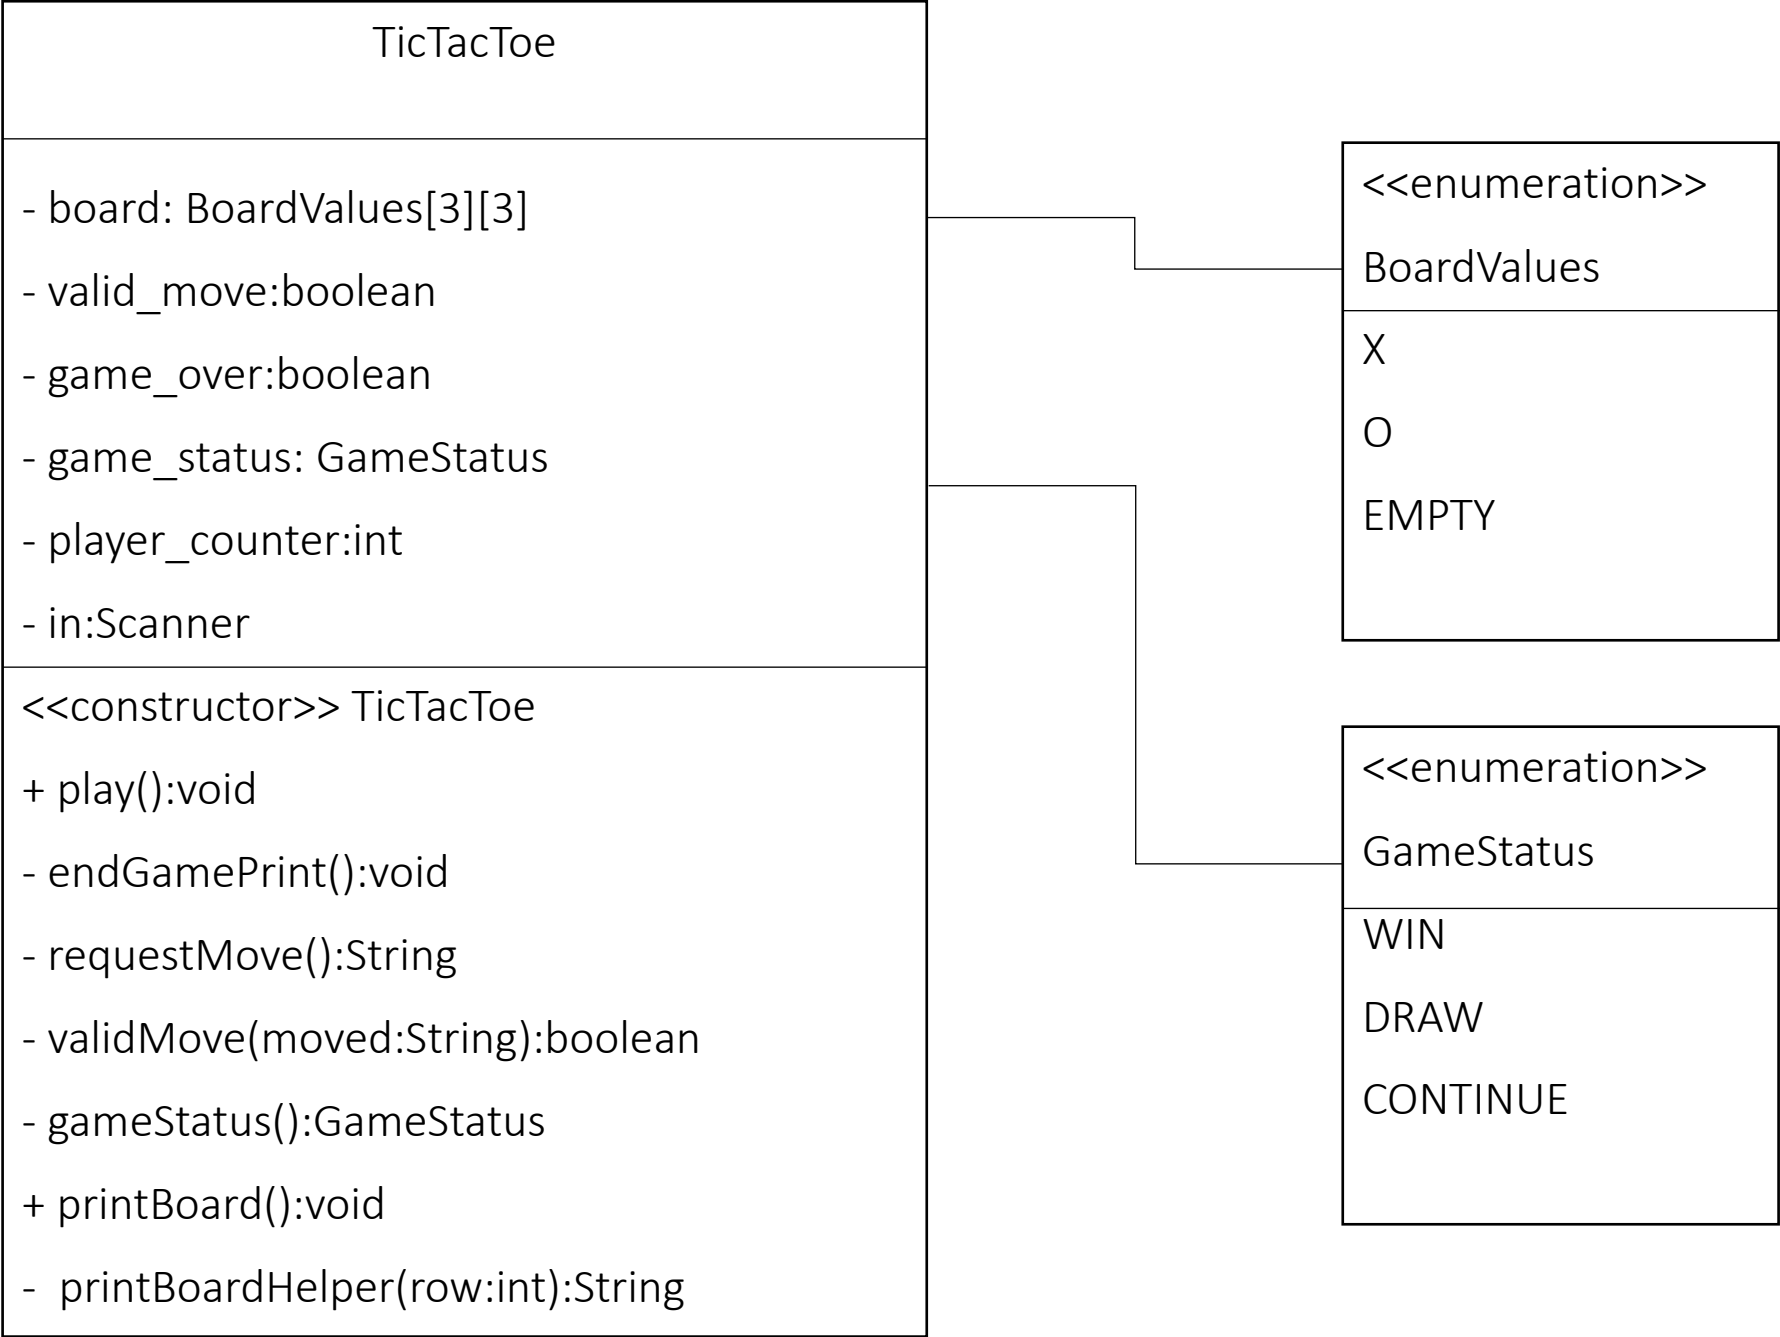 TicTacToe
- board: BoardValues[3][3]
- valid_move:boolean
- game_over:boolean
- game_status: GameStatus
- player_counter:int
- in:Scanner
<<constructor>> TicTacToe
+ play():void
- endGamePrint():void
- requestMove():String
- validMove(moved:String):boolean
- gameStatus():GameStatus
+ printBoard():void
- printBoardHelper(row:int):String
<<enumeration>>
BoardValues
X
O
EMPTY
<<enumeration>>
GameStatus
WIN
DRAW
CONTINUE